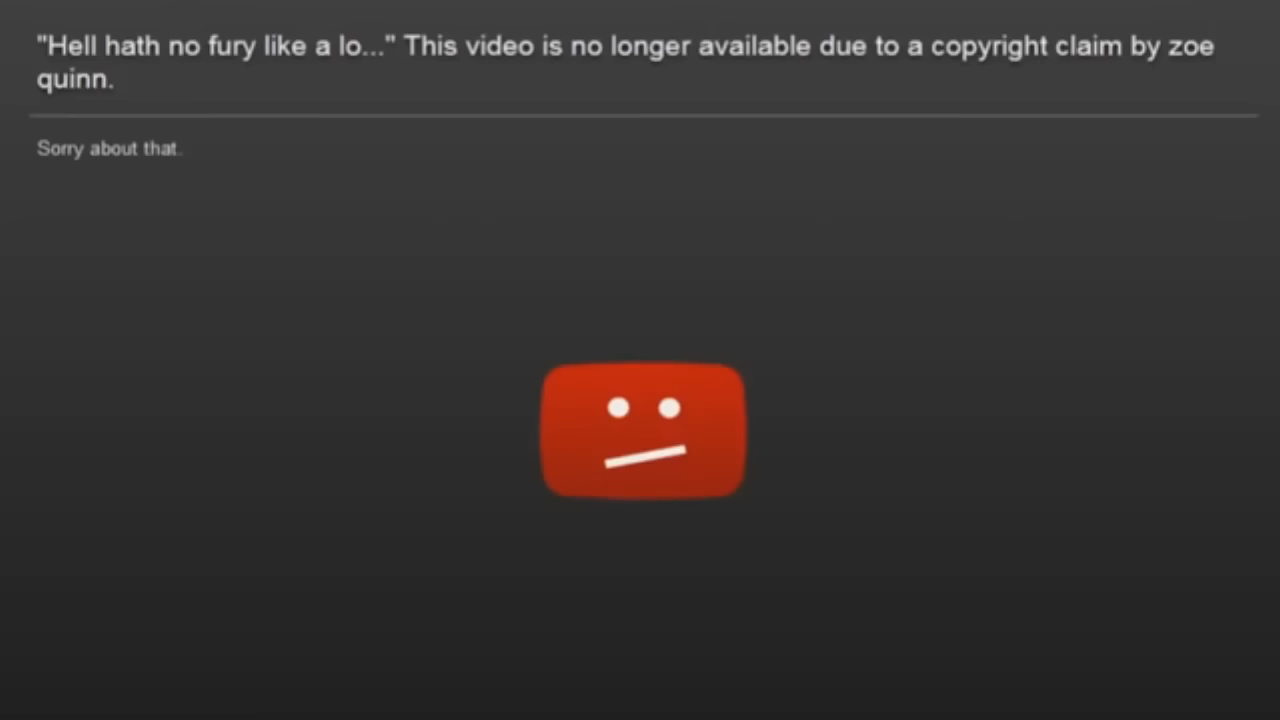 "Hell hath no fury like a lo..." This video is no longer available due to a copyright claim by zoe
quinn.
Sorry about that.